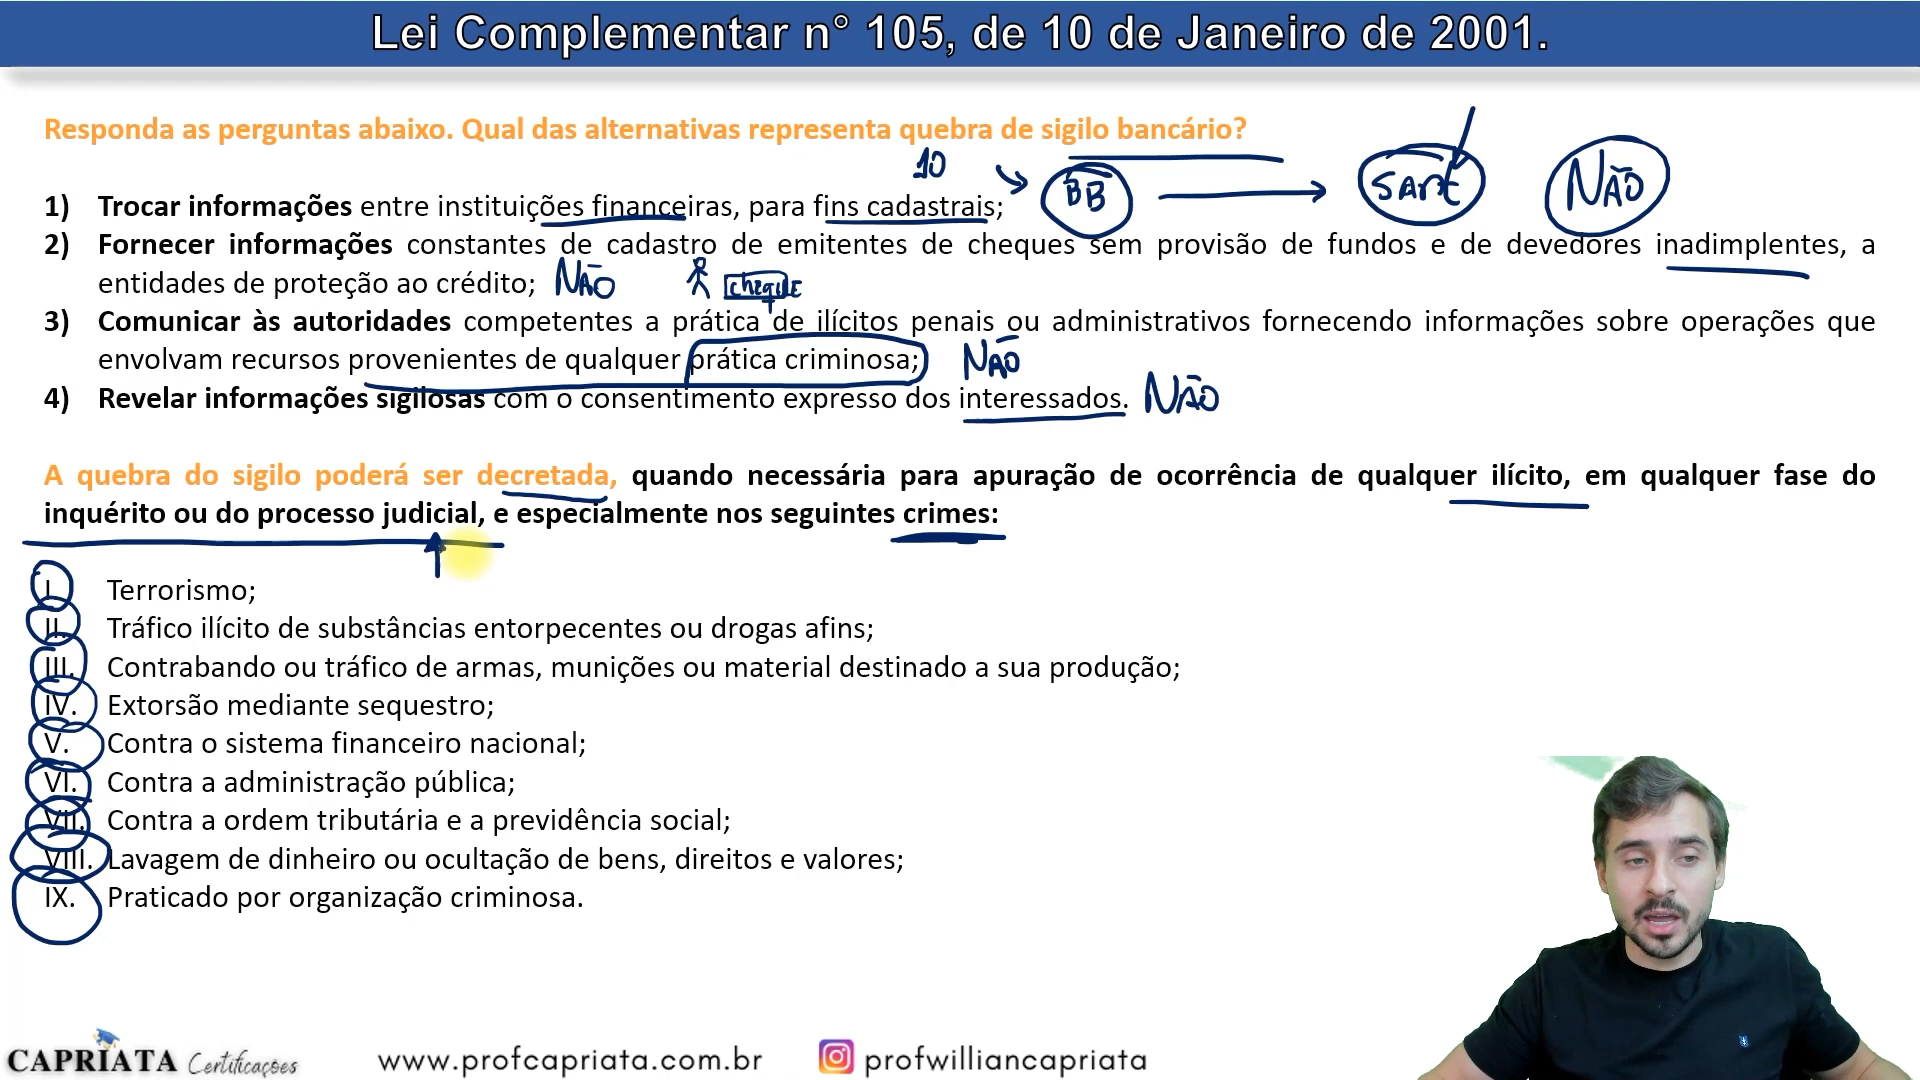 Lei Complementar n° 105, de 10 de Janeiro de 2001.
Responda as perguntas abaixo. Qual das alternativas representa quebra de sigilo bancário?
10
1) Trocar informações entre instituições financeiras, para fins cadastrais; BB NÃO
2) Fornecer informações constantes de cadastro de emitentes de cheques sem provisão de fundos e de devedores inadimplentes, a
entidades de proteção ao crédito; NÃO cheque
3) Comunicar às autoridades competentes a prática de ilícitos penais ou administrativos fornecendo informações sobre operações que
envolvam recursos provenientes de qualquer prática criminosa; NÃO
4) Revelar informações sigilosas com o consentimento expresso dos interessados. NÃO
A quebra do sigilo poderá ser decretada, quando necessária para apuração de ocorrência de qualquer ilícito, em qualquer fase do
inquérito ou do processo judicial, e especialmente nos seguintes crimes:
I. Terrorismo;
II. Tráfico ilícito de substâncias entorpecentes ou drogas afins;
III. Contrabando ou tráfico de armas, munições ou material destinado a sua produção;
IV. Extorsão mediante sequestro;
V. Contra o sistema financeiro nacional;
VI. Contra a administração pública;
VII. Contra a ordem tributária e a previdência social;
VIII. Lavagem de dinheiro ou ocultação de bens, direitos e valores;
IX. Praticado por organização criminosa.
CAPRIATA Certificações www.profcapriata.com.br profwilliancapriata